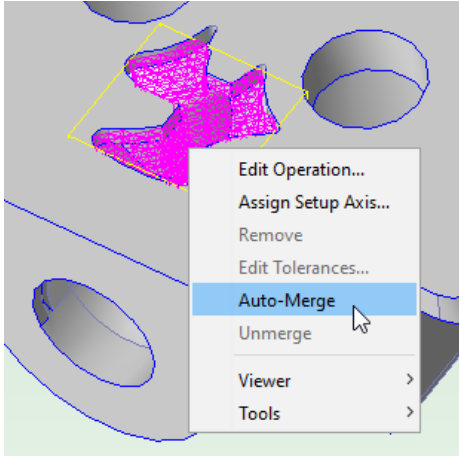 Edit Operation...
Assign Setup Axis...
Remove
Edit Tolerances...
Auto-Merge
Unmerge
Viewer
Tools